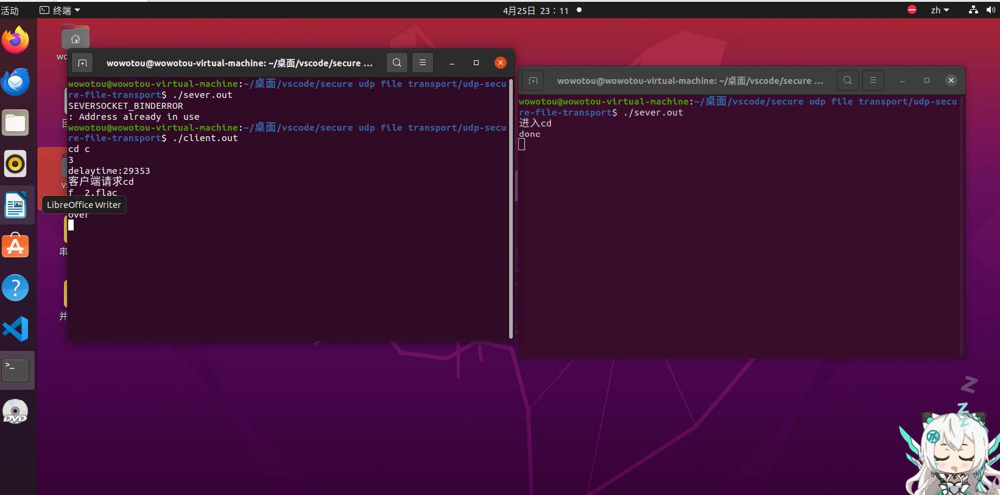 活动
终端
4月25日 23：11
zh
wowotou@wowotou-virtual-machine: ~/桌面/vscode/secure ...
wowotou@wowotou-virtual-machine:~/桌面/vscode/secure udp file transport/udp-secu
re-file-transport$ ./sever.out
SEVERSOCKET_BINDERROR
: Address already in use
wowotou@wowotou-virtual-machine:~/桌面/vscode/secure udp file transport/udp-secu
re-file-transport$ ./client.out
cd c
3
delaytime:29353
客户端请求cd
f  2.flac
LibreOffice Writer
over
wowotou@wowotou-virtual-machine: ~/桌面/vscode/secure ...
wowotou@wowotou-virtual-machine:~/桌面/vscode/secure udp file transport/udp-secu
re-file-transport$ ./sever.out
进入cd
done
串
并
>_
DVD
Z
Z
Z